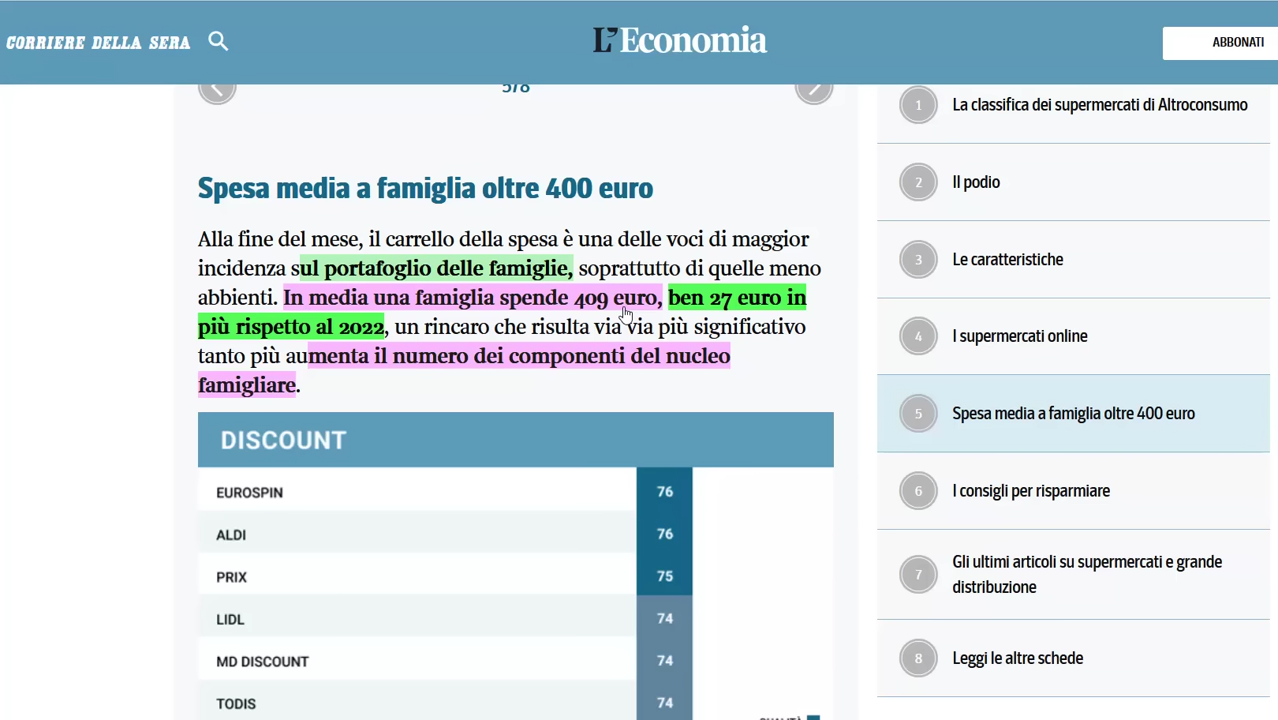 CORRIERE DELLA SERA
L'Economia
ABBONATI
5/8
Spesa media a famiglia oltre 400 euro
Alla fine del mese, il carrello della spesa è una delle voci di maggior
incidenza sul portafoglio delle famiglie, soprattutto di quelle meno
abbienti. In media una famiglia spende 409 euro, ben 27 euro in
più rispetto al 2022, un rincaro che risulta via via più significativo
tanto più aumenta il numero dei componenti del nucleo
famigliare.
DISCOUNT
EUROSPIN 76
ALDI 76
PRIX 75
LIDL 74
MD DISCOUNT 74
TODIS 74
QUALITÀ
1 La classifica dei supermercati di Altroconsumo
2 Il podio
3 Le caratteristiche
4 I supermercati online
5 Spesa media a famiglia oltre 400 euro
6 I consigli per risparmiare
7 Gli ultimi articoli su supermercati e grande
distribuzione
8 Leggi le altre schede